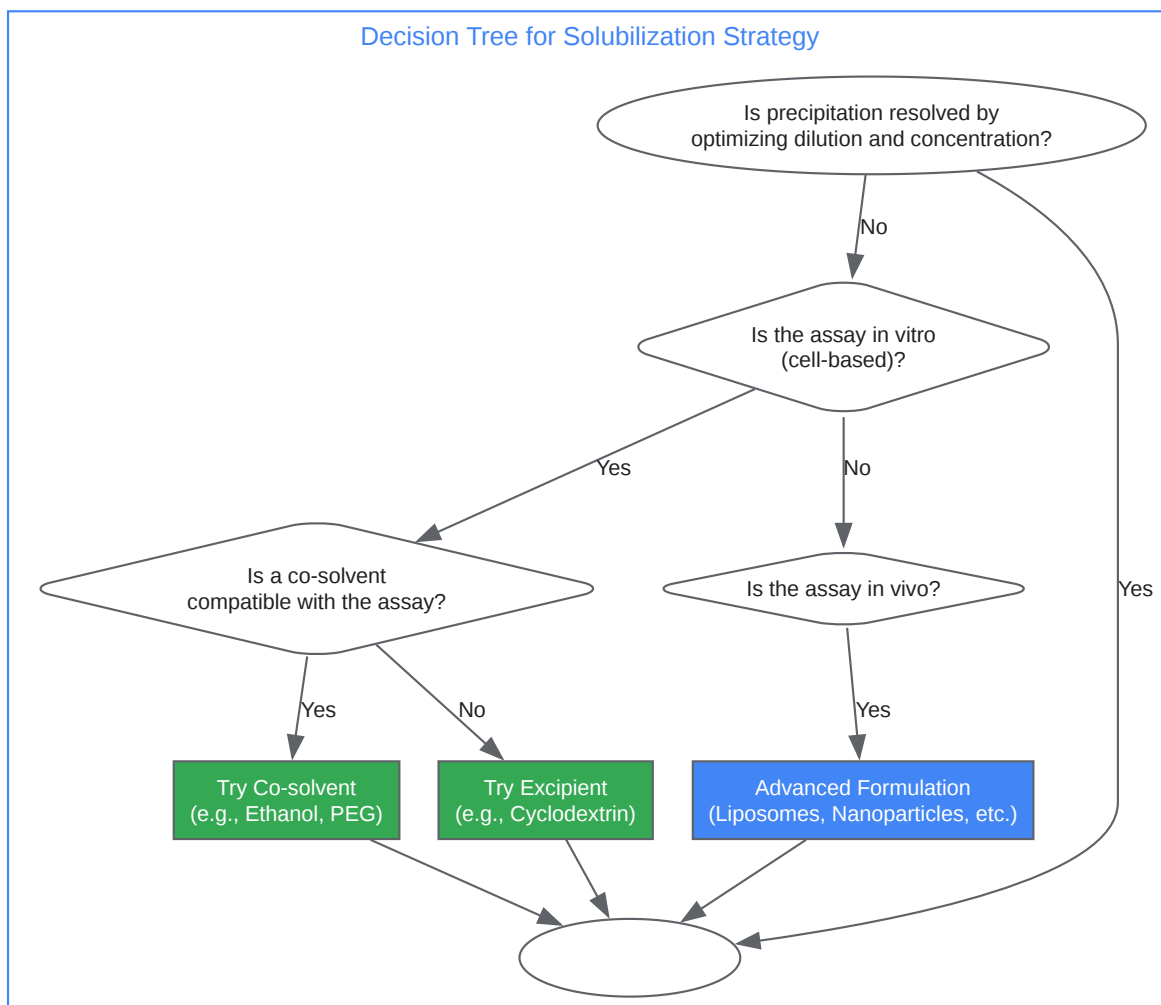 Decision Tree for Solubilization Strategy
Is precipitation resolved by
optimizing dilution and concentration?
No
Is the assay in vitro
(cell-based)?
Yes
No
Is a co-solvent
compatible with the assay?
Is the assay in vivo?
Yes
Yes
No
Yes
Try Co-solvent
(e.g., Ethanol, PEG)
Try Excipient
(e.g., Cyclodextrin)
Advanced Formulation
(Liposomes, Nanoparticles, etc.)